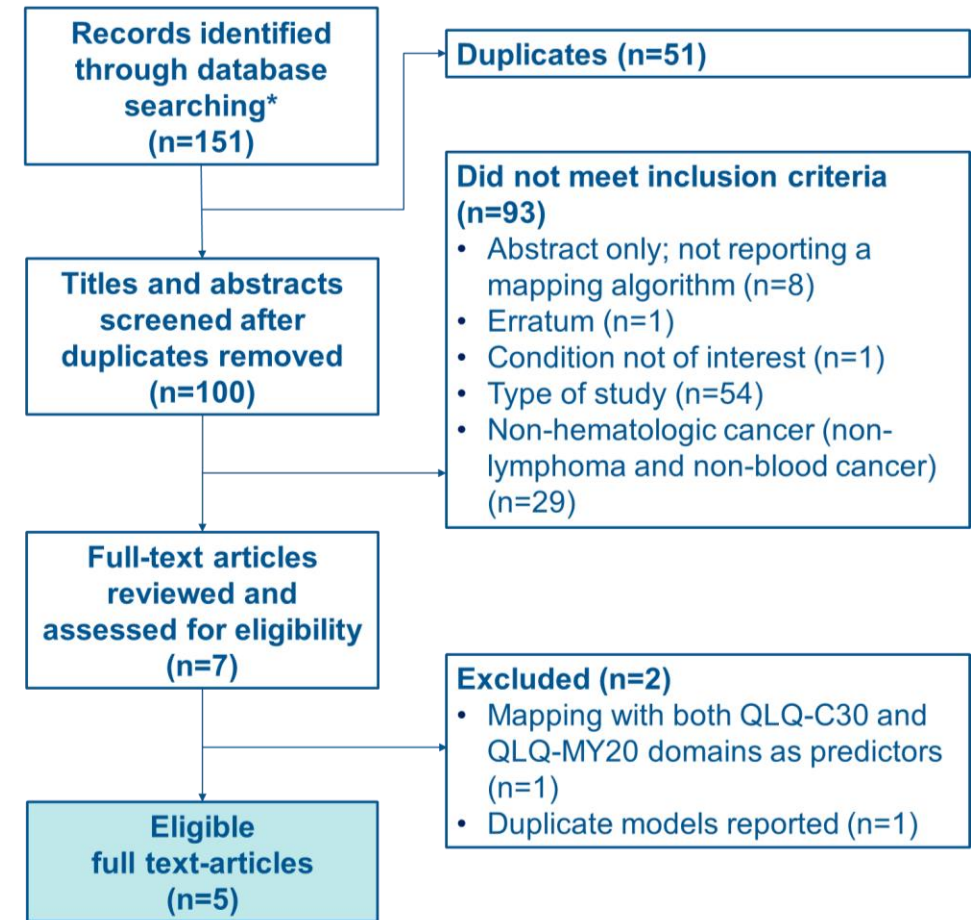 Records identified
through database
searching*
(n=151)
Duplicates (n=51)
Titles and abstracts
screened after
duplicates removed
(n=100)
Did not meet inclusion criteria
(n=93)
• Abstract only; not reporting a
mapping algorithm (n=8)
• Erratum (n=1)
• Condition not of interest (n=1)
• Type of study (n=54)
• Non-hematologic cancer (non-
lymphoma and non-blood cancer)
(n=29)
Full-text articles
reviewed and
assessed for eligibility
(n=7)
Excluded (n=2)
• Mapping with both QLQ-C30 and
QLQ-MY20 domains as predictors
(n=1)
• Duplicate models reported (n=1)
Eligible
full text-articles
(n=5)